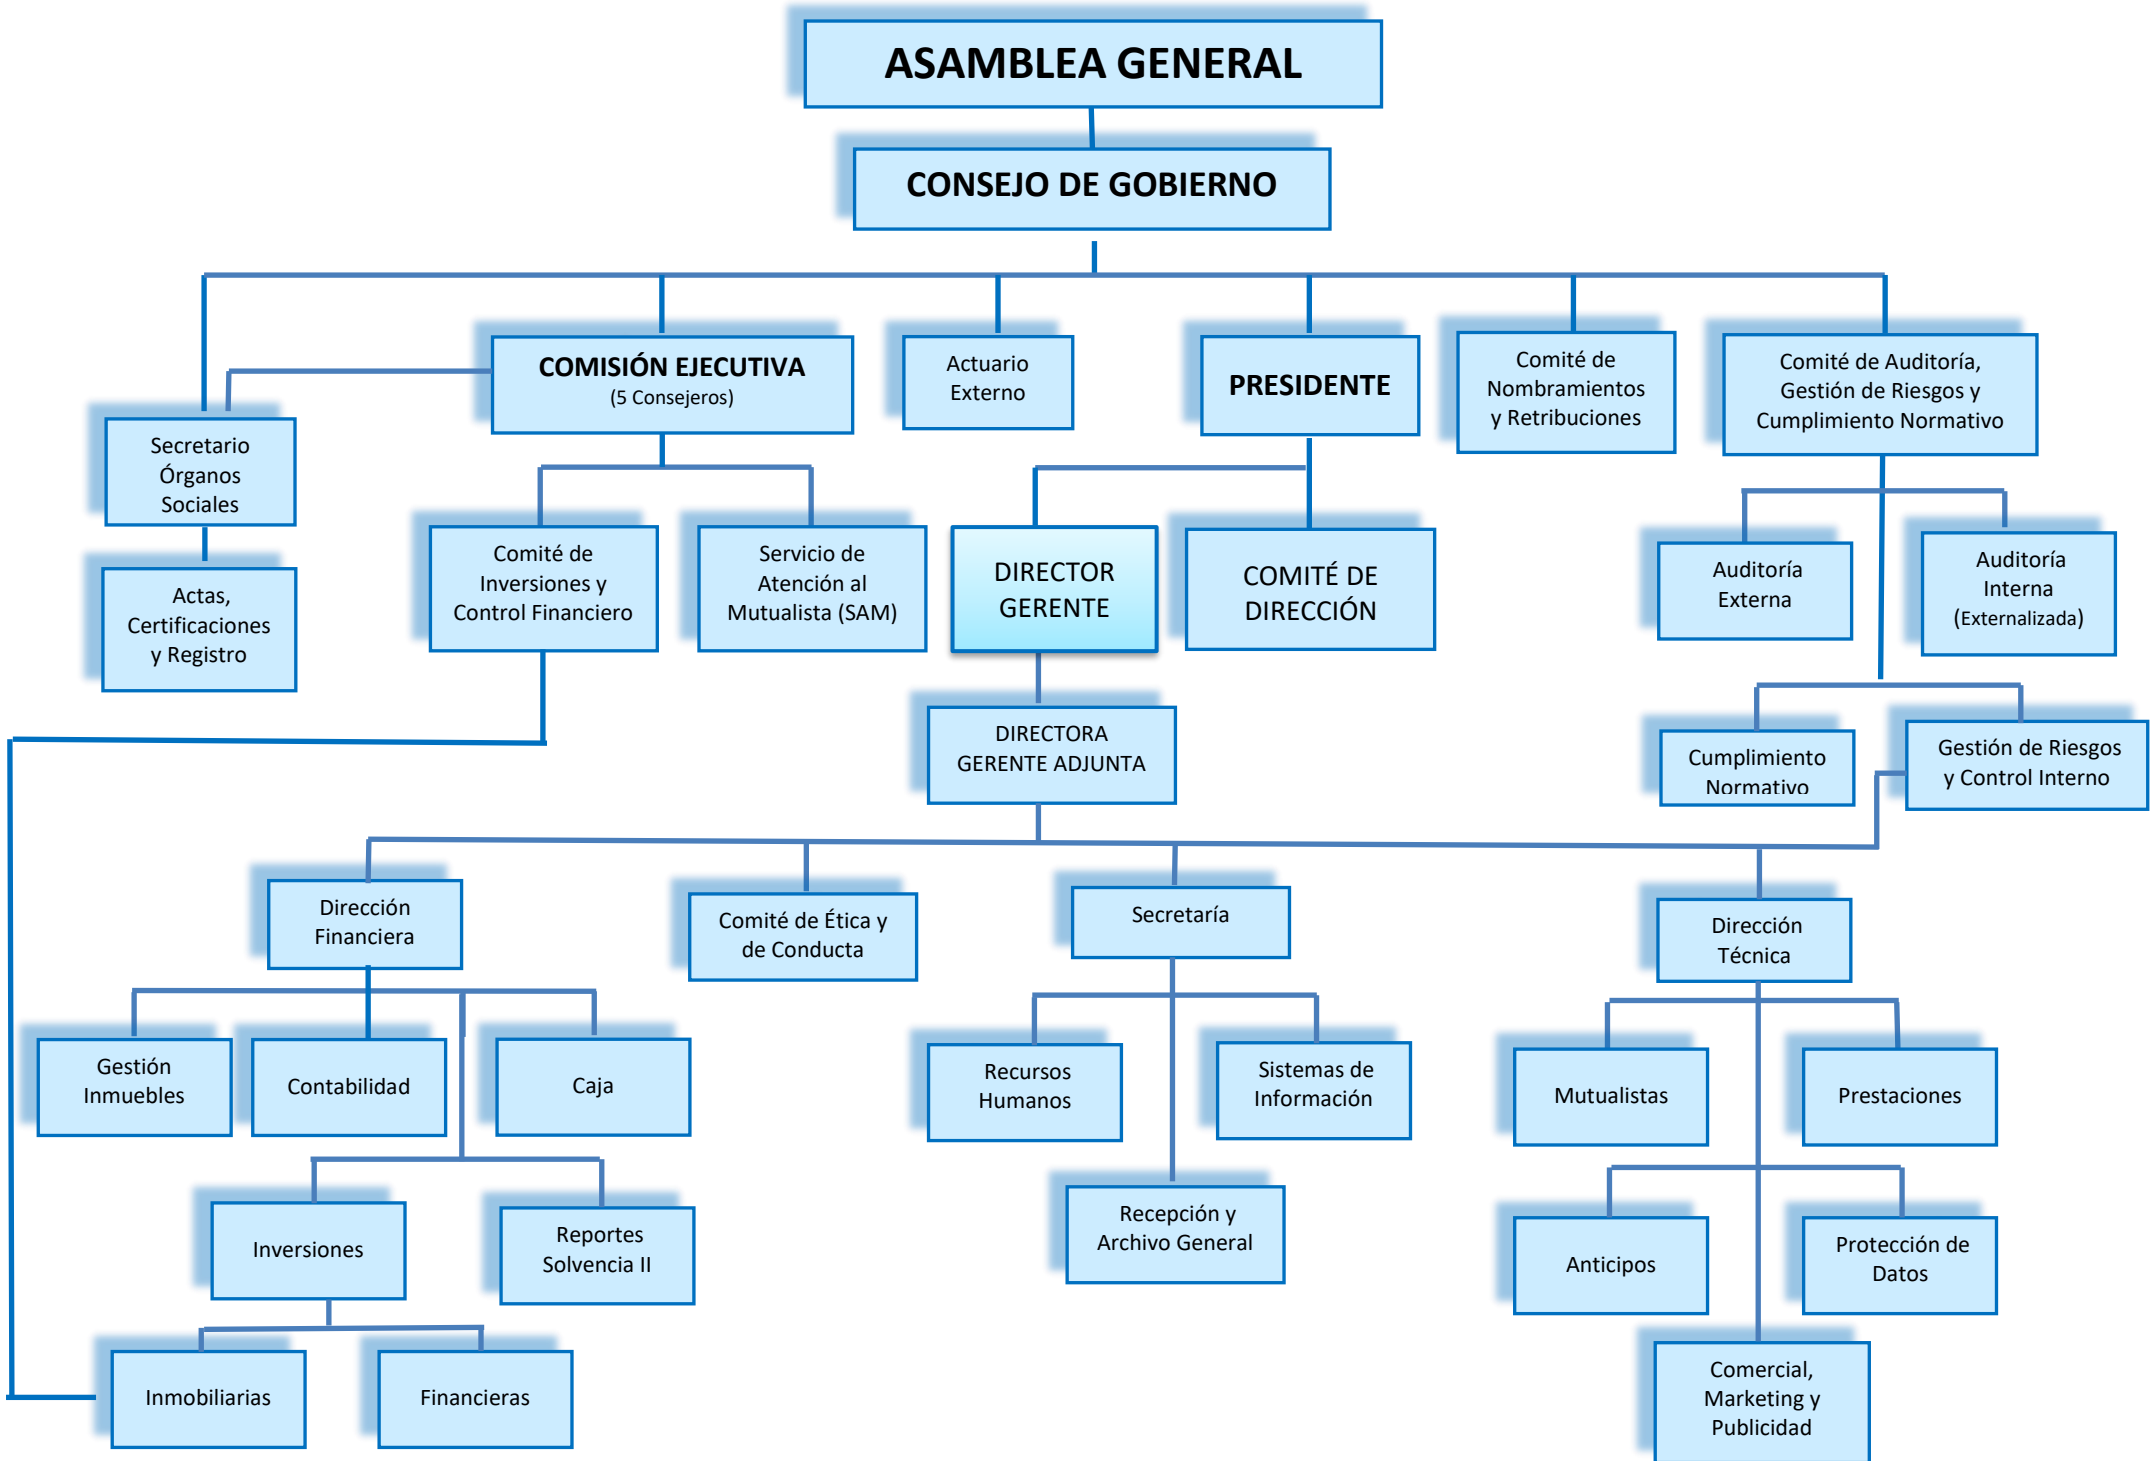 ASAMBLEA GENERAL
CONSEJO DE GOBIERNO
COMISIÓN EJECUTIVA
(5 Consejeros)
Actuario
Externo
PRESIDENTE
Comité de
Nombramientos
y Retribuciones
Comité de Auditoría,
Gestión de Riesgos y
Cumplimiento Normativo
Secretario
Órganos
Sociales
Actas,
Certificaciones
y Registro
Comité de
Inversiones y
Control Financiero
Servicio de
Atención al
Mutualista (SAM)
DIRECTOR
GERENTE
COMITÉ DE
DIRECCIÓN
Auditoría
Externa
Auditoría
Interna
(Externalizada)
DIRECTORA
GERENTE ADJUNTA
Cumplimiento
Normativo
Gestión de Riesgos
y Control Interno
Dirección
Financiera
Comité de Ética y
de Conducta
Secretaría
Dirección
Técnica
Gestión
Inmuebles
Contabilidad
Caja
Recursos
Humanos
Sistemas de
Información
Mutualistas
Prestaciones
Inversiones
Reportes
Solvencia II
Recepción y
Archivo General
Anticipos
Protección de
Datos
Inmobiliarias
Financieras
Comercial,
Marketing y
Publicidad